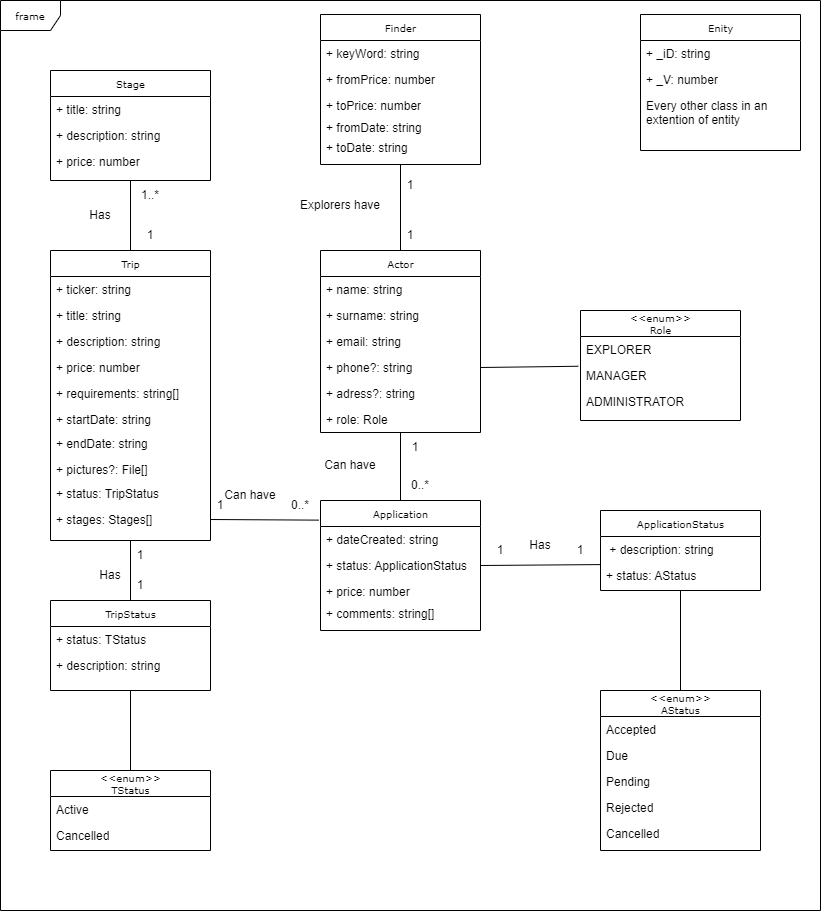 frame
Finder
+ keyWord: string
+ fromPrice: number
+ toPrice: number
+ fromDate: string
+ toDate: string
Enity
+ _iD: string
+ _V: number
Every other class in an
extention of entity
Stage
+ title: string
+ description: string
+ price: number
1..*
Has
1
1
Explorers have
1
Trip
+ ticker: string
+ title: string
+ description: string
+ price: number
+ requirements: string[]
+ startDate: string
+ endDate: string
+ pictures?: File[]
+ status: TripStatus
+ stages: Stages[]
Actor
+ name: string
+ surname: string
+ email: string
+ phone?: string
+ adress?: string
+ role: Role
<<enum>>
Role
EXPLORER
MANAGER
ADMINISTRATOR
1
Can have
0..*
Can have
1
0..*
Application
+ dateCreated: string
+ status: ApplicationStatus
+ price: number
+ comments: string[]
1
Has
1
ApplicationStatus
+ description: string
+ status: AStatus
1
Has
1
TripStatus
+ status: TStatus
+ description: string
<<enum>>
TStatus
Active
Cancelled
<<enum>>
AStatus
Accepted
Due
Pending
Rejected
Cancelled